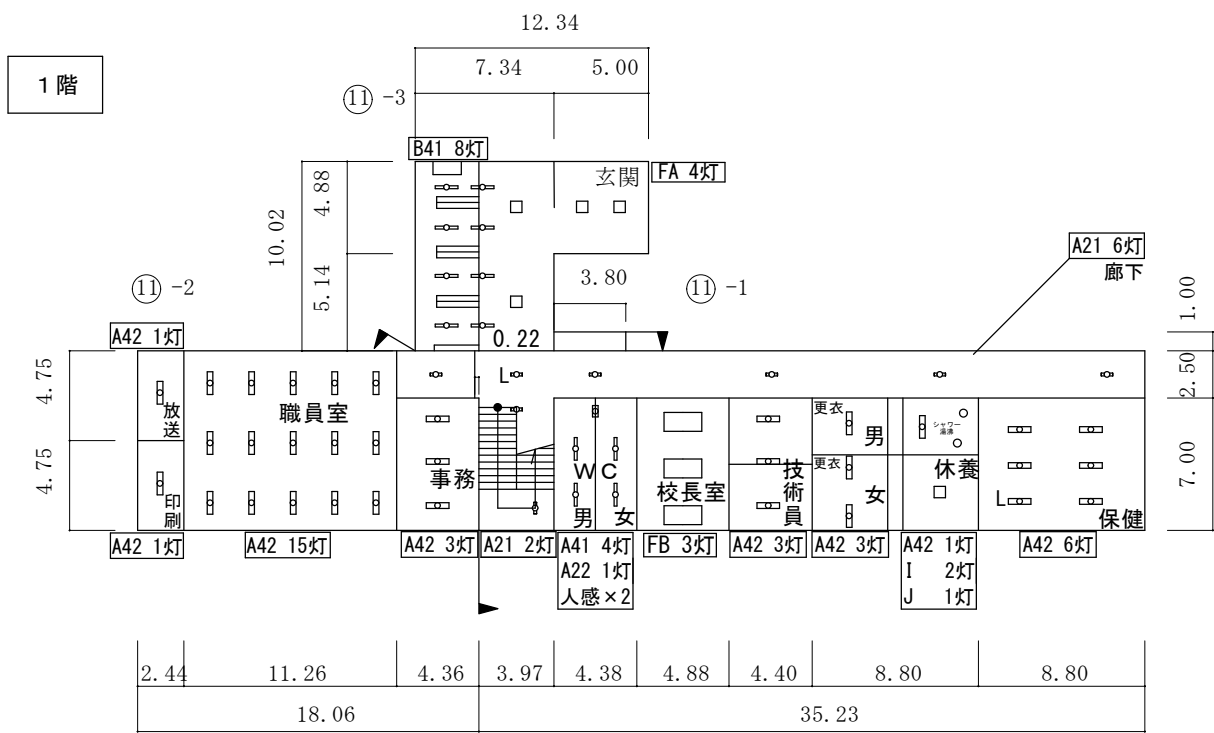 12.34
7.34
5.00
1階
⑪ -3
B41 8灯
玄関
FA 4灯
10.02
4.88
5.14
A21 6灯
廊下
3.80
⑪ -2
⑪ -1
1.00
A42 1灯
0.22
L
4.75
4.75
2.50
7.00
放送
職員室
更衣
男
シャワー
湯沸
印刷
事務
WC
男
女
校長室
技術員
更衣
女
休養
L
保健
A42 1灯
A42 15灯
A42 3灯
A21 2灯
A41 4灯
A22 1灯
人感×2
FB 3灯
A42 3灯
A42 3灯
A42 1灯
I 2灯
J 1灯
A42 6灯
2.44
11.26
4.36
3.97
4.38
4.88
4.40
8.80
8.80
18.06
35.23